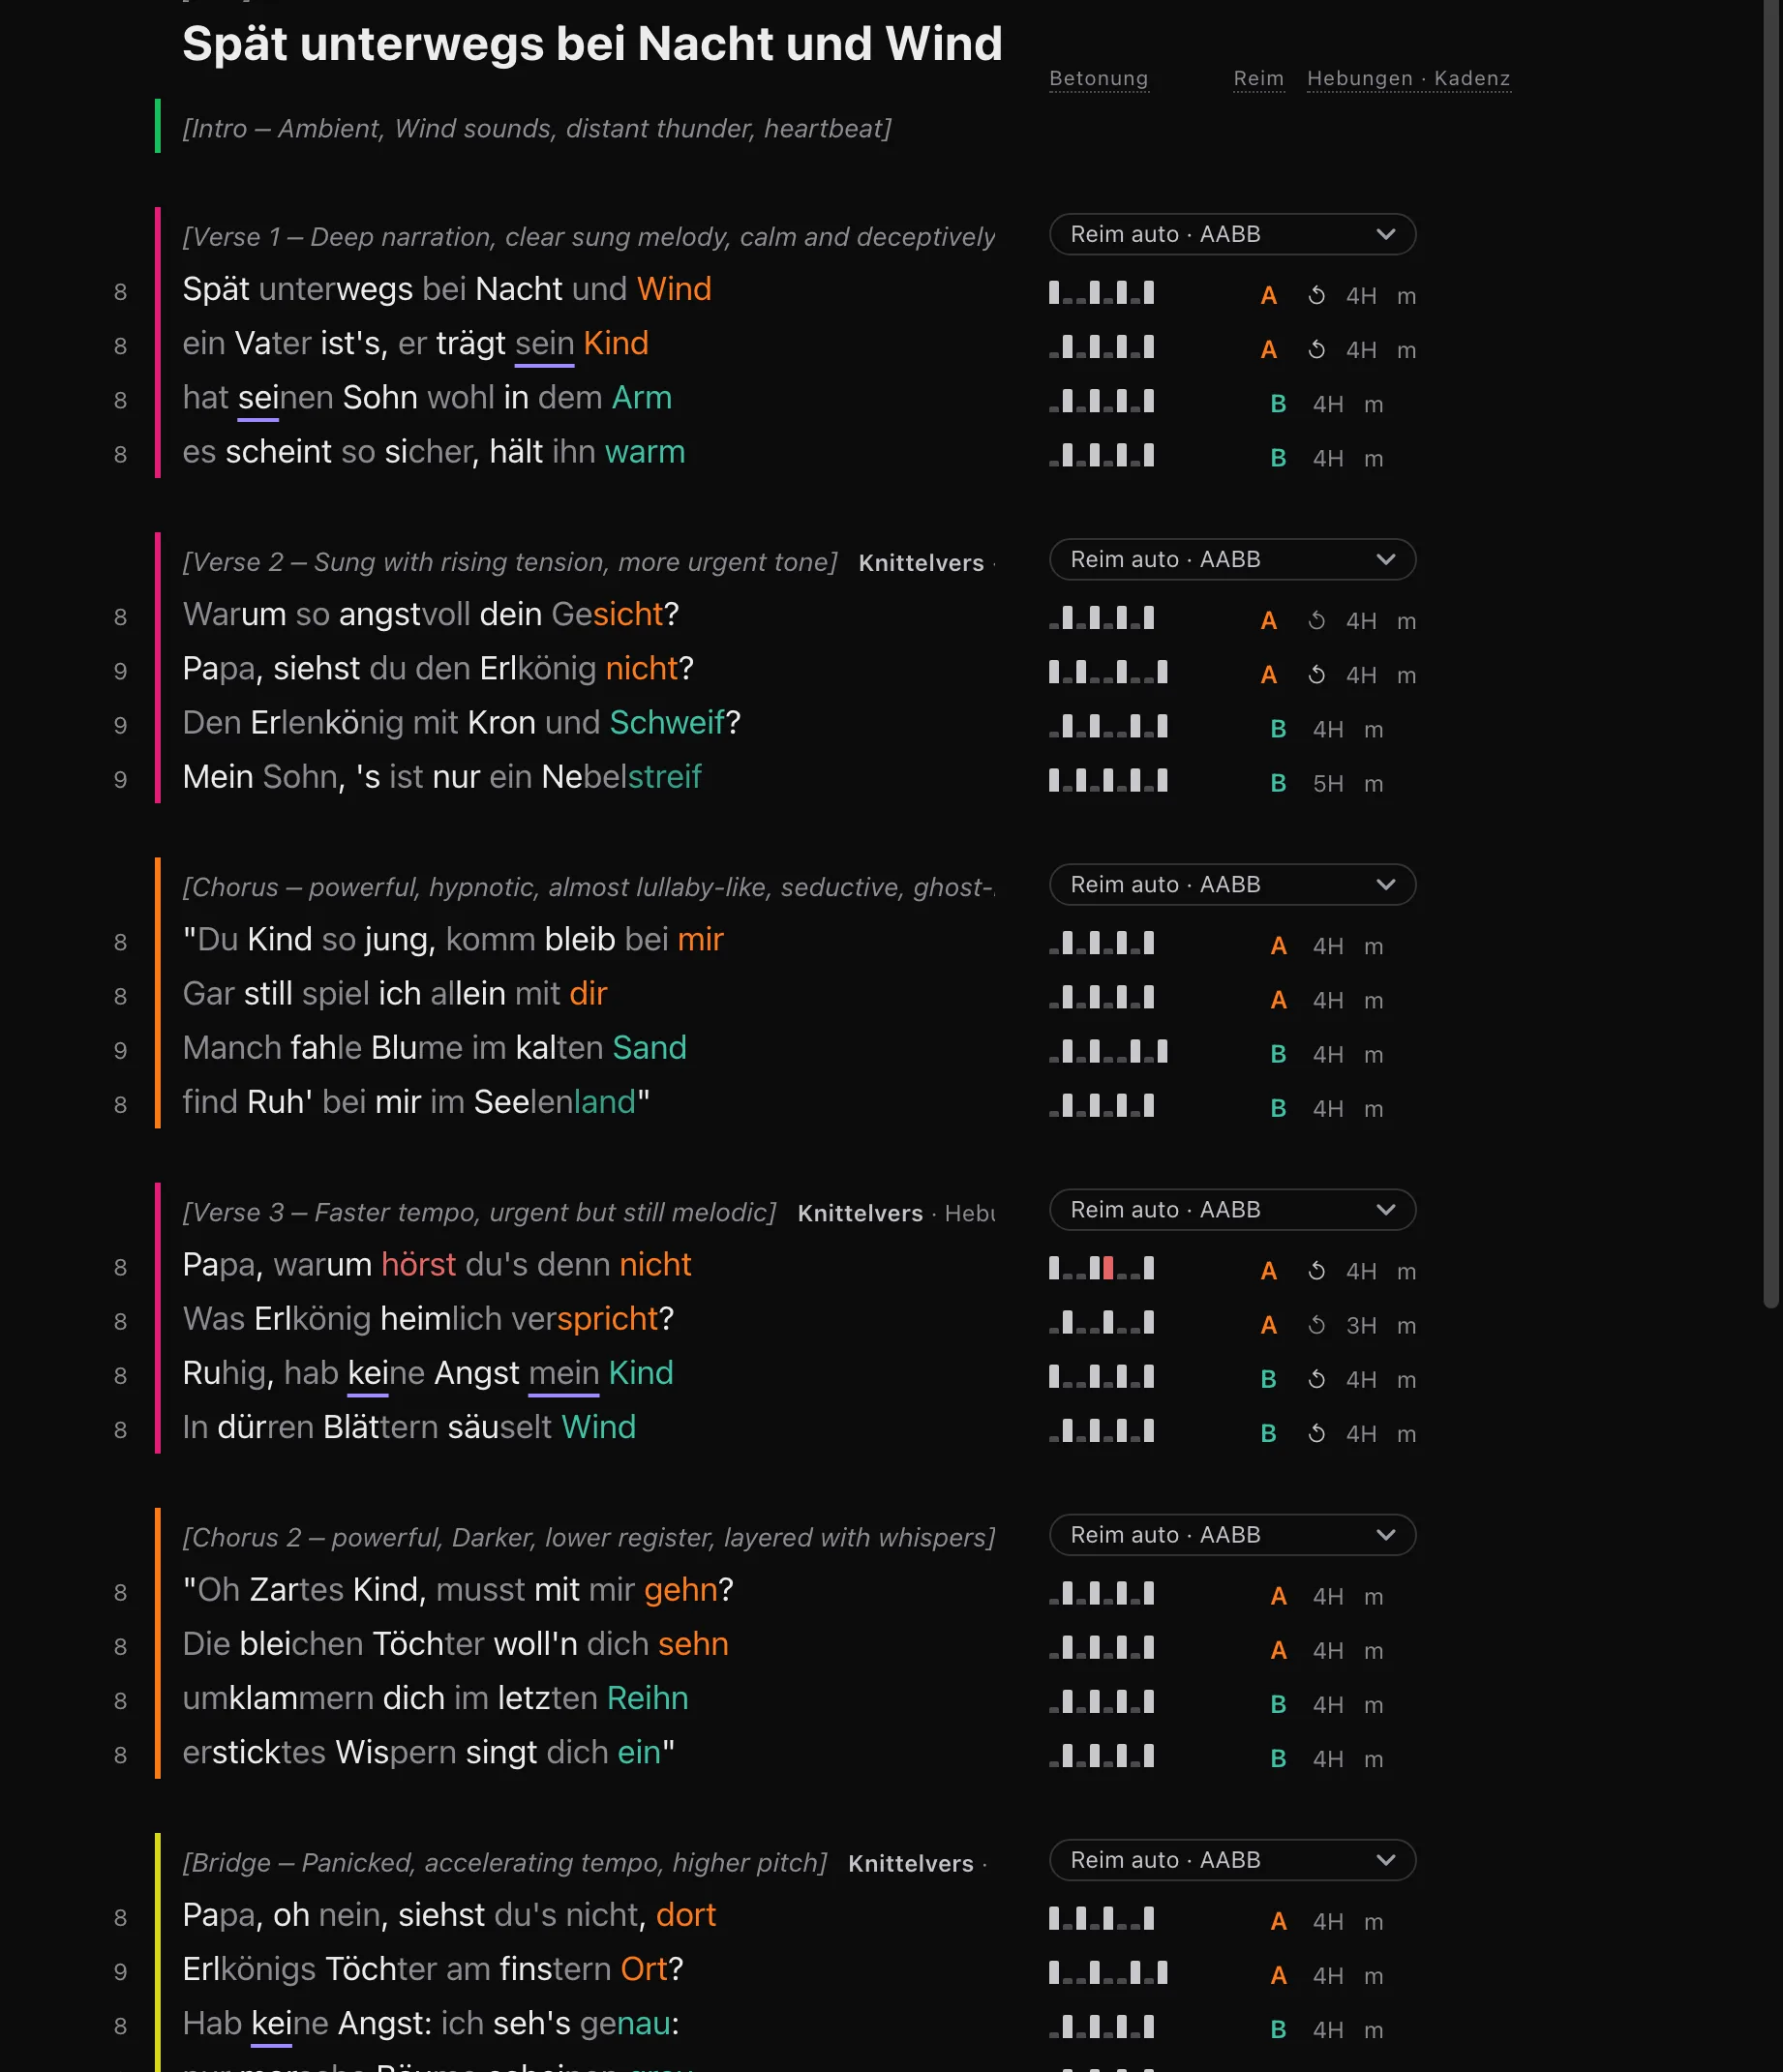 Spät unterwegs bei Nacht und Wind
Betonung Reim Hebungen · Kadenz
[Intro – Ambient, Wind sounds, distant thunder, heartbeat]
[Verse 1 – Deep narration, clear sung melody, calm and deceptively Reim auto · AABB
8 Spät unterwegs bei Nacht und Wind A 4H m
8 ein Vater ist's, er trägt sein Kind A 4H m
8 hat seinen Sohn wohl in dem Arm B 4H m
8 es scheint so sicher, hält ihn warm B 4H m
[Verse 2 – Sung with rising tension, more urgent tone] Knittelvers · Reim auto · AABB
8 Warum so angstvoll dein Gesicht? A 4H m
9 Papa, siehst du den Erlkönig nicht? A 4H m
9 Den Erlenkönig mit Kron und Schweif? B 4H m
9 Mein Sohn, 's ist nur ein Nebelstreif B 5H m
[Chorus – powerful, hypnotic, almost lullaby-like, seductive, ghost- Reim auto · AABB
8 "Du Kind so jung, komm bleib bei mir A 4H m
8 Gar still spiel ich allein mit dir A 4H m
9 Manch fahle Blume im kalten Sand B 4H m
8 find Ruh' bei mir im Seelenland" B 4H m
[Verse 3 – Faster tempo, urgent but still melodic] Knittelvers · Reim auto · AABB
8 Papa, warum hörst du's denn nicht A 4H m
8 Was Erlkönig heimlich verspricht? A 3H m
8 Ruhig, hab keine Angst mein Kind B 4H m
8 In dürren Blättern säuselt Wind B 4H m
[Chorus 2 – powerful, Darker, lower register, layered with whispers] Reim auto · AABB
8 "Oh Zartes Kind, musst mit mir gehn? A 4H m
8 Die bleichen Töchter woll'n dich sehn A 4H m
8 umklammern dich im letzten Reihn B 4H m
8 ersticktes Wispern singt dich ein" B 4H m
[Bridge – Panicked, accelerating tempo, higher pitch] Knittelvers · Reim auto · AABB
8 Papa, oh nein, siehst du's nicht, dort A 4H m
9 Erlkönigs Töchter am finstern Ort? A 4H m
8 Hab keine Angst: ich seh's genau: B 4H m